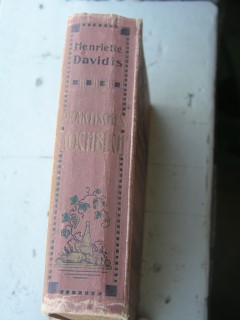 Henriette
Davidis
PRAKTISCHES
KOCHBUCH